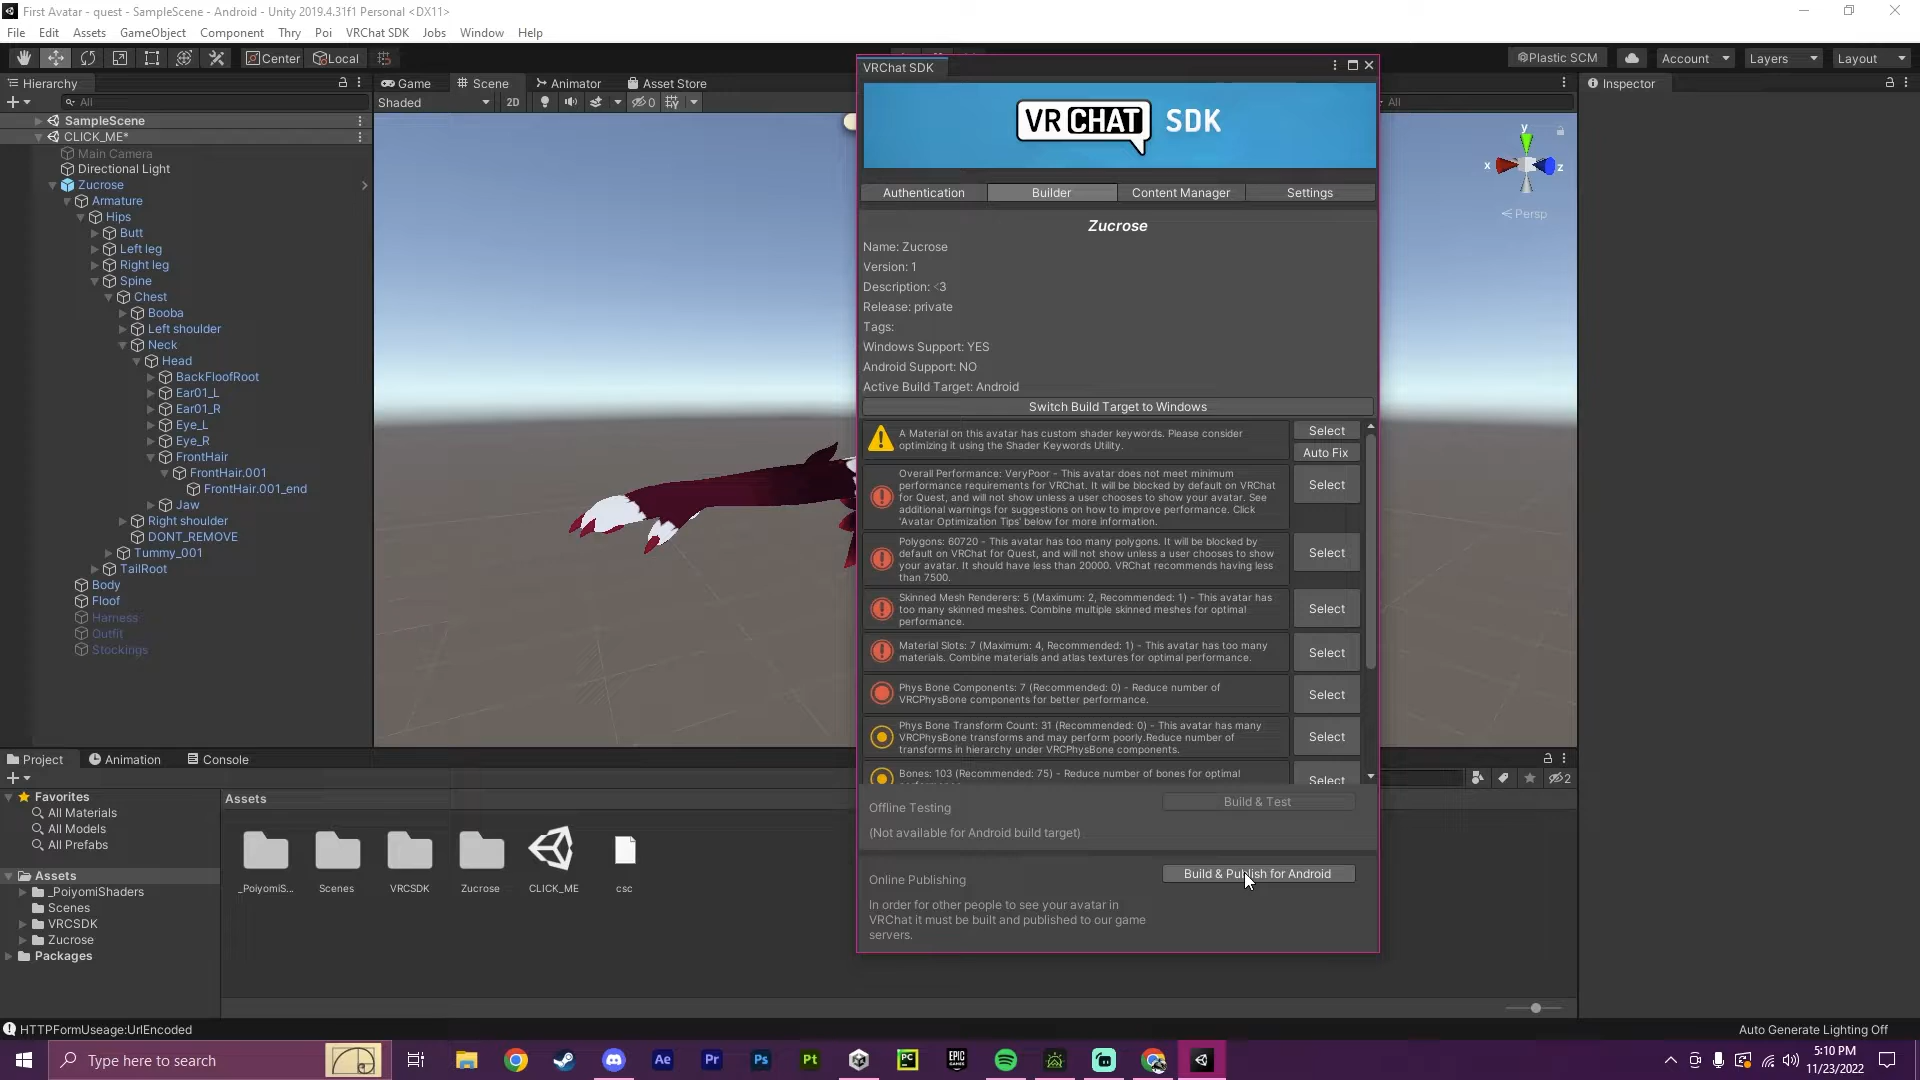 First Avatar - quest - SampleScene - Android - Unity 2019.4.31f1 Personal <DX11>
File Edit Assets GameObject Component Thry Poi VRChat SDK Jobs Window Help
Center Local Plastic SCM Account Layers Layout
Hierarchy
All
SampleScene
CLICK_ME*
Main Camera
Directional Light
Zucrose
Armature
Hips
Butt
Left leg
Right leg
Spine
Chest
Booba
Left shoulder
Neck
Head
BackFloofRoot
Ear01_L
Ear01_R
Eye_L
Eye_R
FrontHair
FrontHair.001
FrontHair.001_end
Jaw
Right shoulder
DONT_REMOVE
Tummy_001
TailRoot
Body
Floof
Harness
Outfit
Stockings
Game Scene Animator Asset Store
Shaded 2D 0 All
y
x z
Persp
Inspector
VRChat SDK
VR CHAT SDK
Authentication Builder Content Manager Settings
Zucrose
Name: Zucrose
Version: 1
Description: <3
Release: private
Tags:
Windows Support: YES
Android Support: NO
Active Build Target: Android
Switch Build Target to Windows
A Material on this avatar has custom shader keywords. Please consider
optimizing it using the Shader Keywords Utility.
Select
Auto Fix
Overall Performance: VeryPoor - This avatar does not meet minimum
performance requirements for VRChat. It will be blocked by default on VRChat
for Quest, and will not show unless a user chooses to show your avatar. See
additional warnings for suggestions on how to improve performance. Click
'Avatar Optimization Tips' below for more information.
Select
Polygons: 60720 - This avatar has too many polygons. It will be blocked by
default on VRChat for Quest, and will not show unless a user chooses to show
your avatar. It should have less than 20000. VRChat recommends having less
than 7500.
Select
Skinned Mesh Renderers: 5 (Maximum: 2, Recommended: 1) - This avatar has
too many skinned meshes. Combine multiple skinned meshes for optimal
performance.
Select
Material Slots: 7 (Maximum: 4, Recommended: 1) - This avatar has too many
materials. Combine materials and atlas textures for optimal performance.
Select
Phys Bone Components: 7 (Recommended: 0) - Reduce number of
VRCPhysBone components for better performance.
Select
Phys Bone Transform Count: 31 (Recommended: 0) - This avatar has many
VRCPhysBone transforms and may perform poorly.Reduce number of
transforms in hierarchy under VRCPhysBone components.
Select
Bones: 103 (Recommended: 75) - Reduce number of bones for optimal
Select
Offline Testing
Build & Test
(Not available for Android build target)
Online Publishing
Build & Publish for Android
In order for other people to see your avatar in
VRChat it must be built and published to our game
servers.
Project Animation Console
2
Favorites
All Materials
All Models
All Prefabs
Assets
_PoiyomiShaders
Scenes
VRCSDK
Zucrose
Packages
Assets
_PoiyomiS... Scenes VRCSDK Zucrose CLICK_ME csc
HTTPFormUseage:UrlEncoded
Auto Generate Lighting Off
Type here to search
Ae Pr Ps Pt PC EPIC GAMES
5:10 PM
11/23/2022